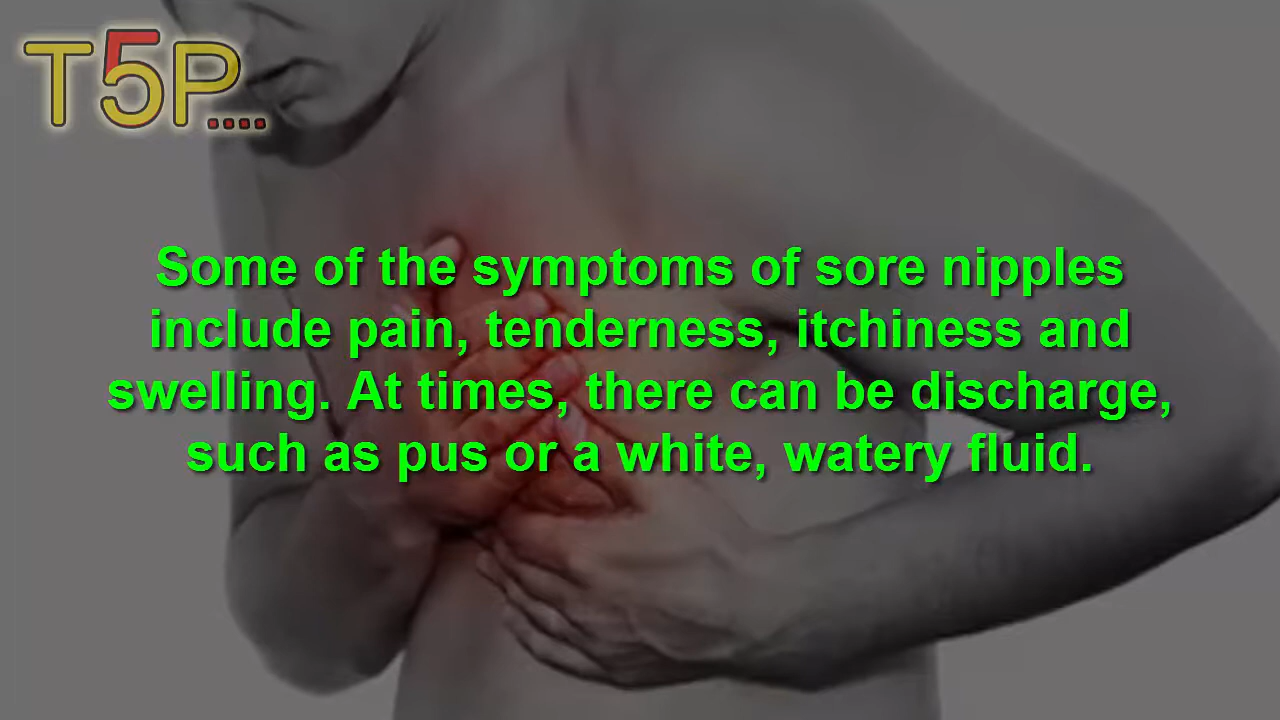 T5P....
Some of the symptoms of sore nipples
include pain, tenderness, itchiness and
swelling. At times, there can be discharge,
such as pus or a white, watery fluid.